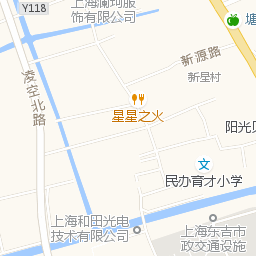 Y118
上海澜珂服
饰有限公司
塘
新源路
新星村
凌空北路
星星之火
阳光贝
文
民办育才小学
上海和田光电
技术有限公司
上海东吉市
政交通设施